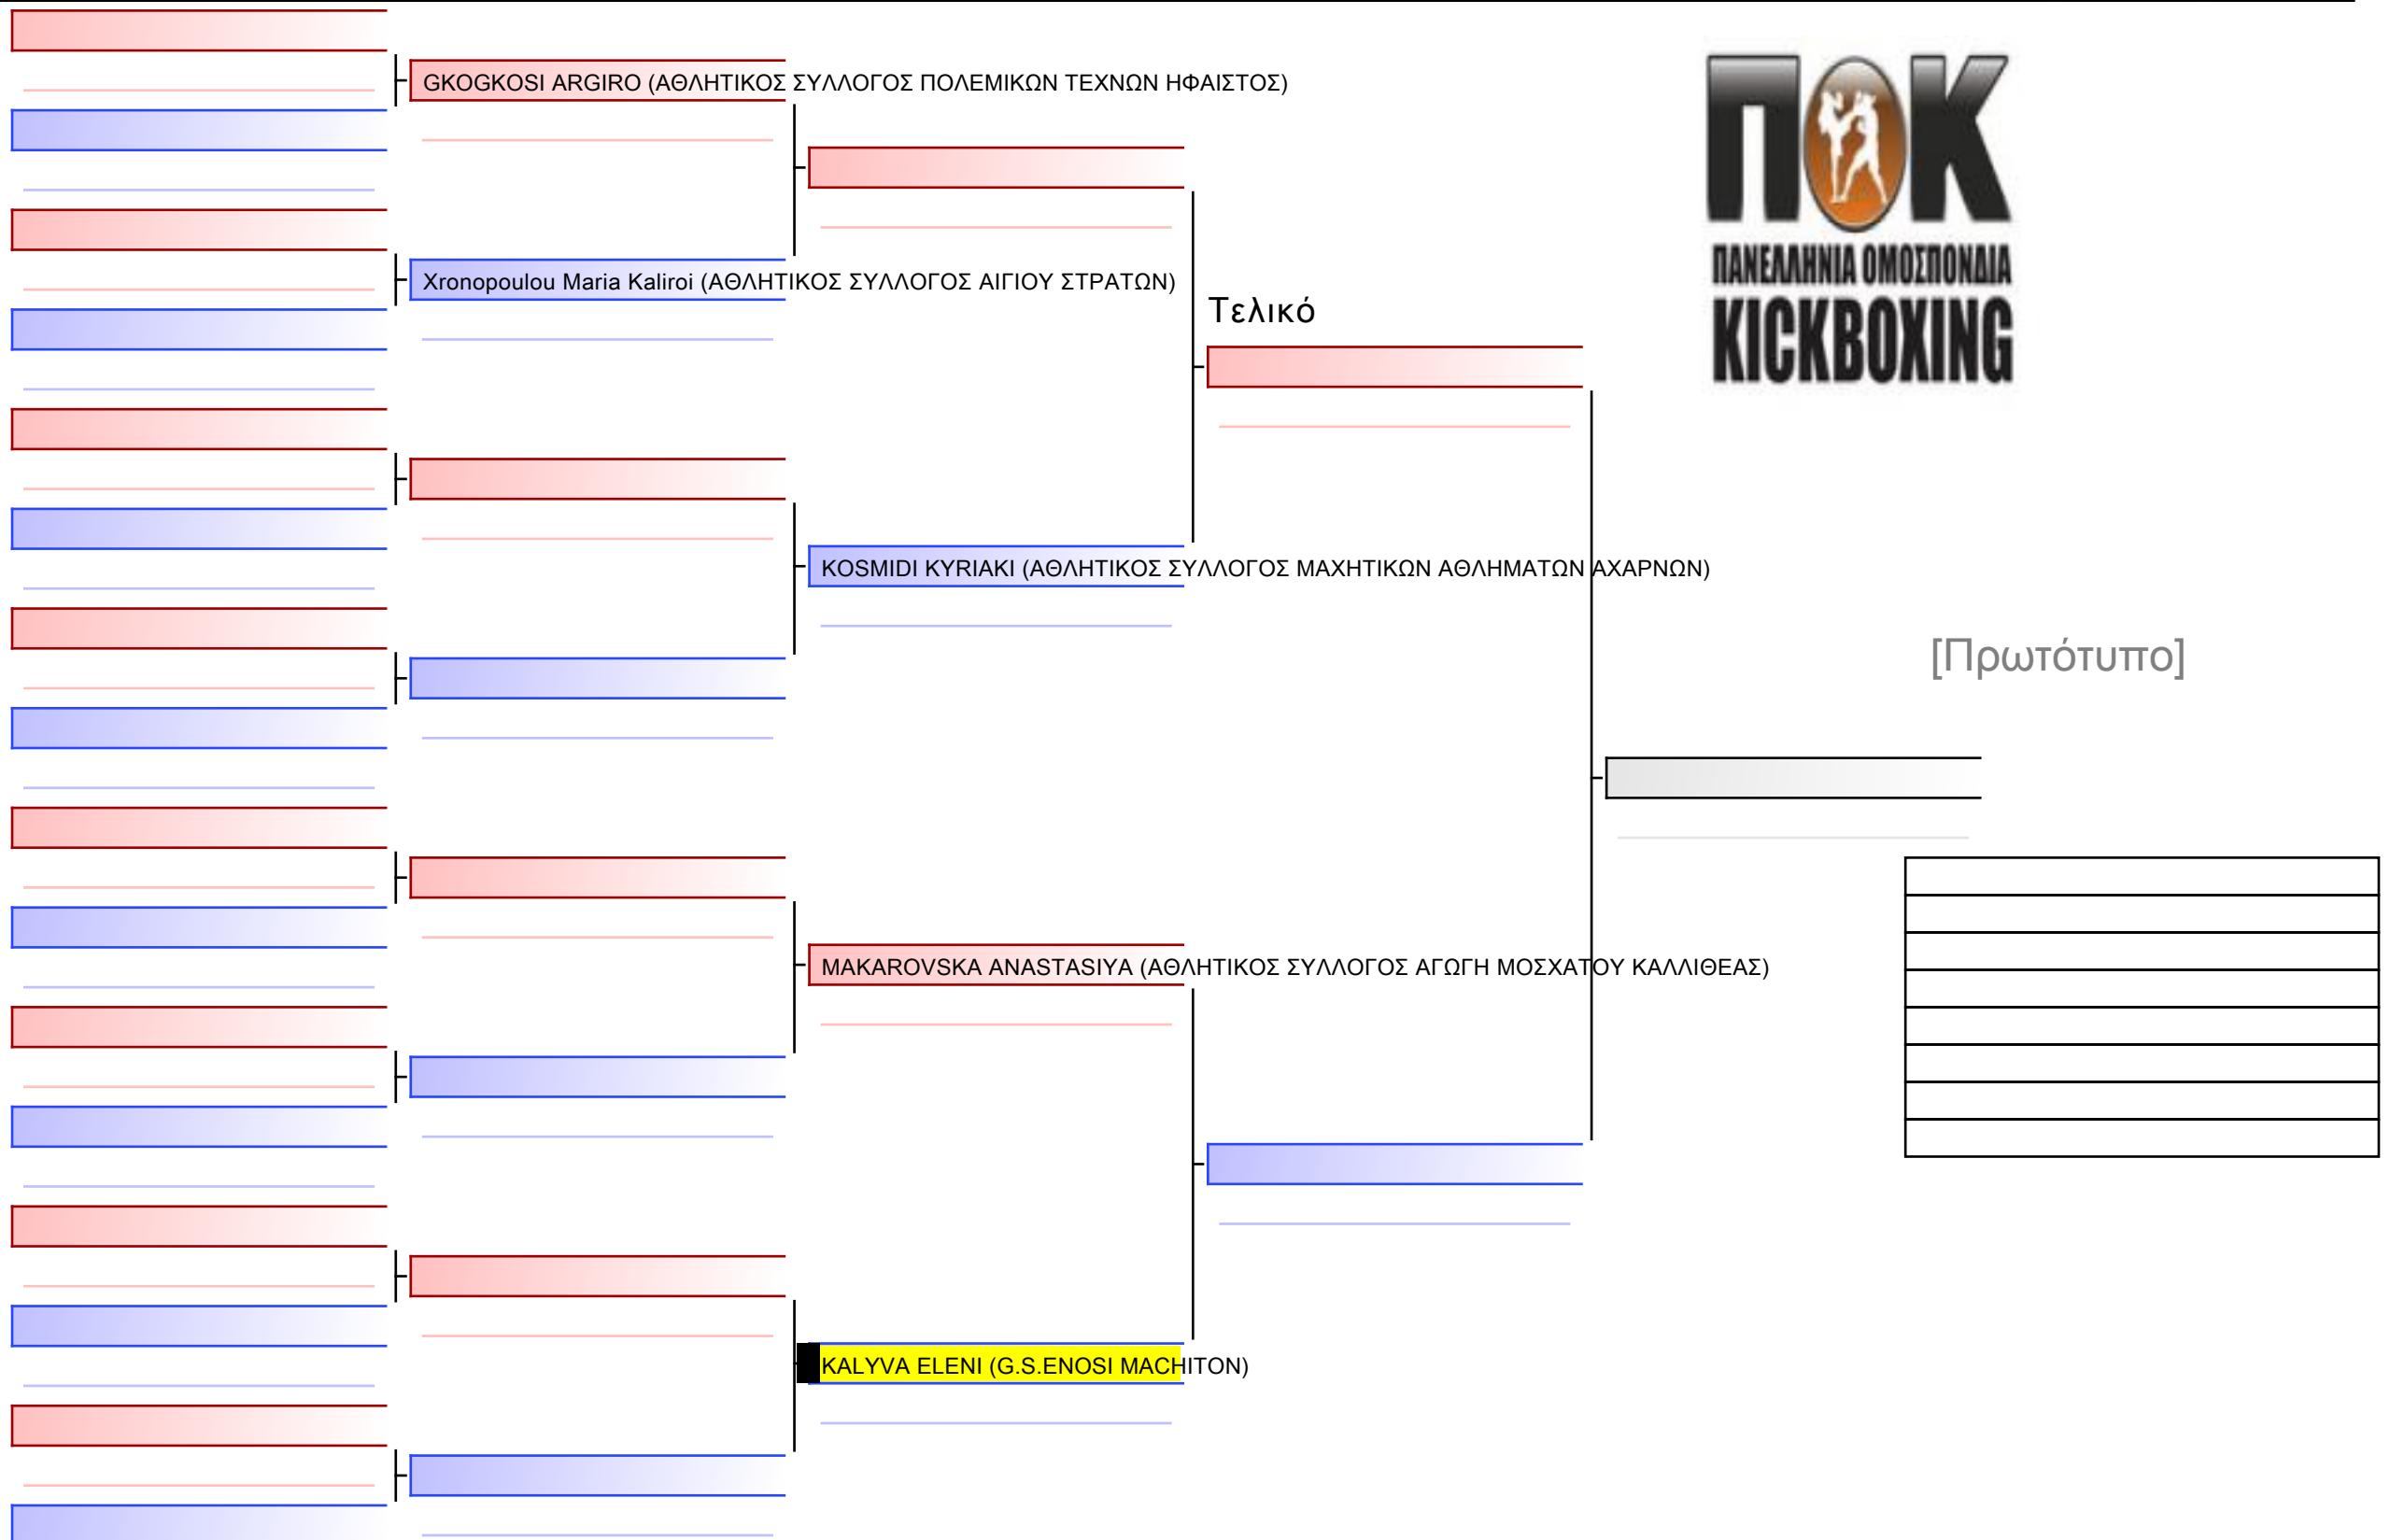 GKOGKOSI ARGIRO (ΑΘΛΗΤΙΚΟΣ ΣΥΛΛΟΓΟΣ ΠΟΛΕΜΙΚΩΝ ΤΕΧΝΩΝ ΗΦΑΙΣΤΟΣ)
ΠΟΚ
ΠΑΝΕΛΛΗΝΙΑ ΟΜΟΣΠΟΝΔΙΑ
KICKBOXING
Xronopoulou Maria Kaliroi (ΑΘΛΗΤΙΚΟΣ ΣΥΛΛΟΓΟΣ ΑΙΓΙΟΥ ΣΤΡΑΤΩΝ)
Τελικό
KOSMIDI KYRIAKI (ΑΘΛΗΤΙΚΟΣ ΣΥΛΛΟΓΟΣ ΜΑΧΗΤΙΚΩΝ ΑΘΛΗΜΑΤΩΝ ΑΧΑΡΝΩΝ)
[Πρωτότυπο]
MAKAROVSKA ANASTASIYA (ΑΘΛΗΤΙΚΟΣ ΣΥΛΛΟΓΟΣ ΑΓΩΓΗ ΜΟΣΧΑΤΟΥ ΚΑΛΛΙΘΕΑΣ)
KALYVA ELENI (G.S.ENOSI MACHITON)